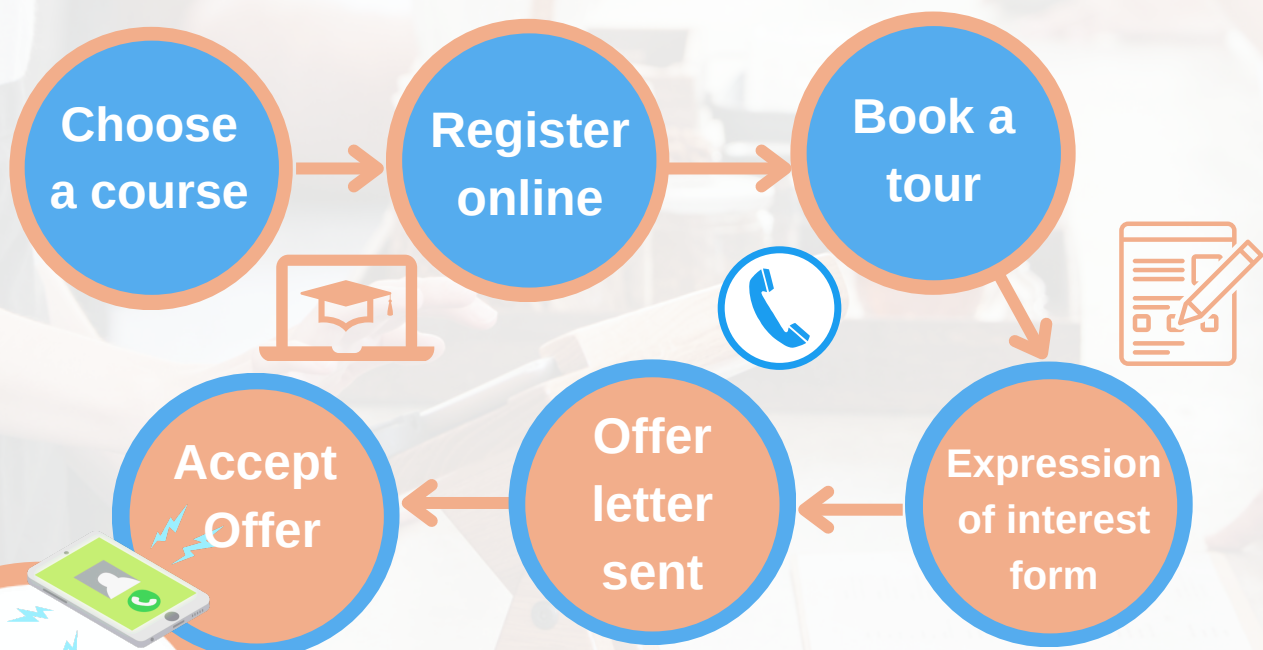 Choose
a course
Register
online
Book a
tour
Expression
of interest
form
Offer
letter
sent
Accept
Offer